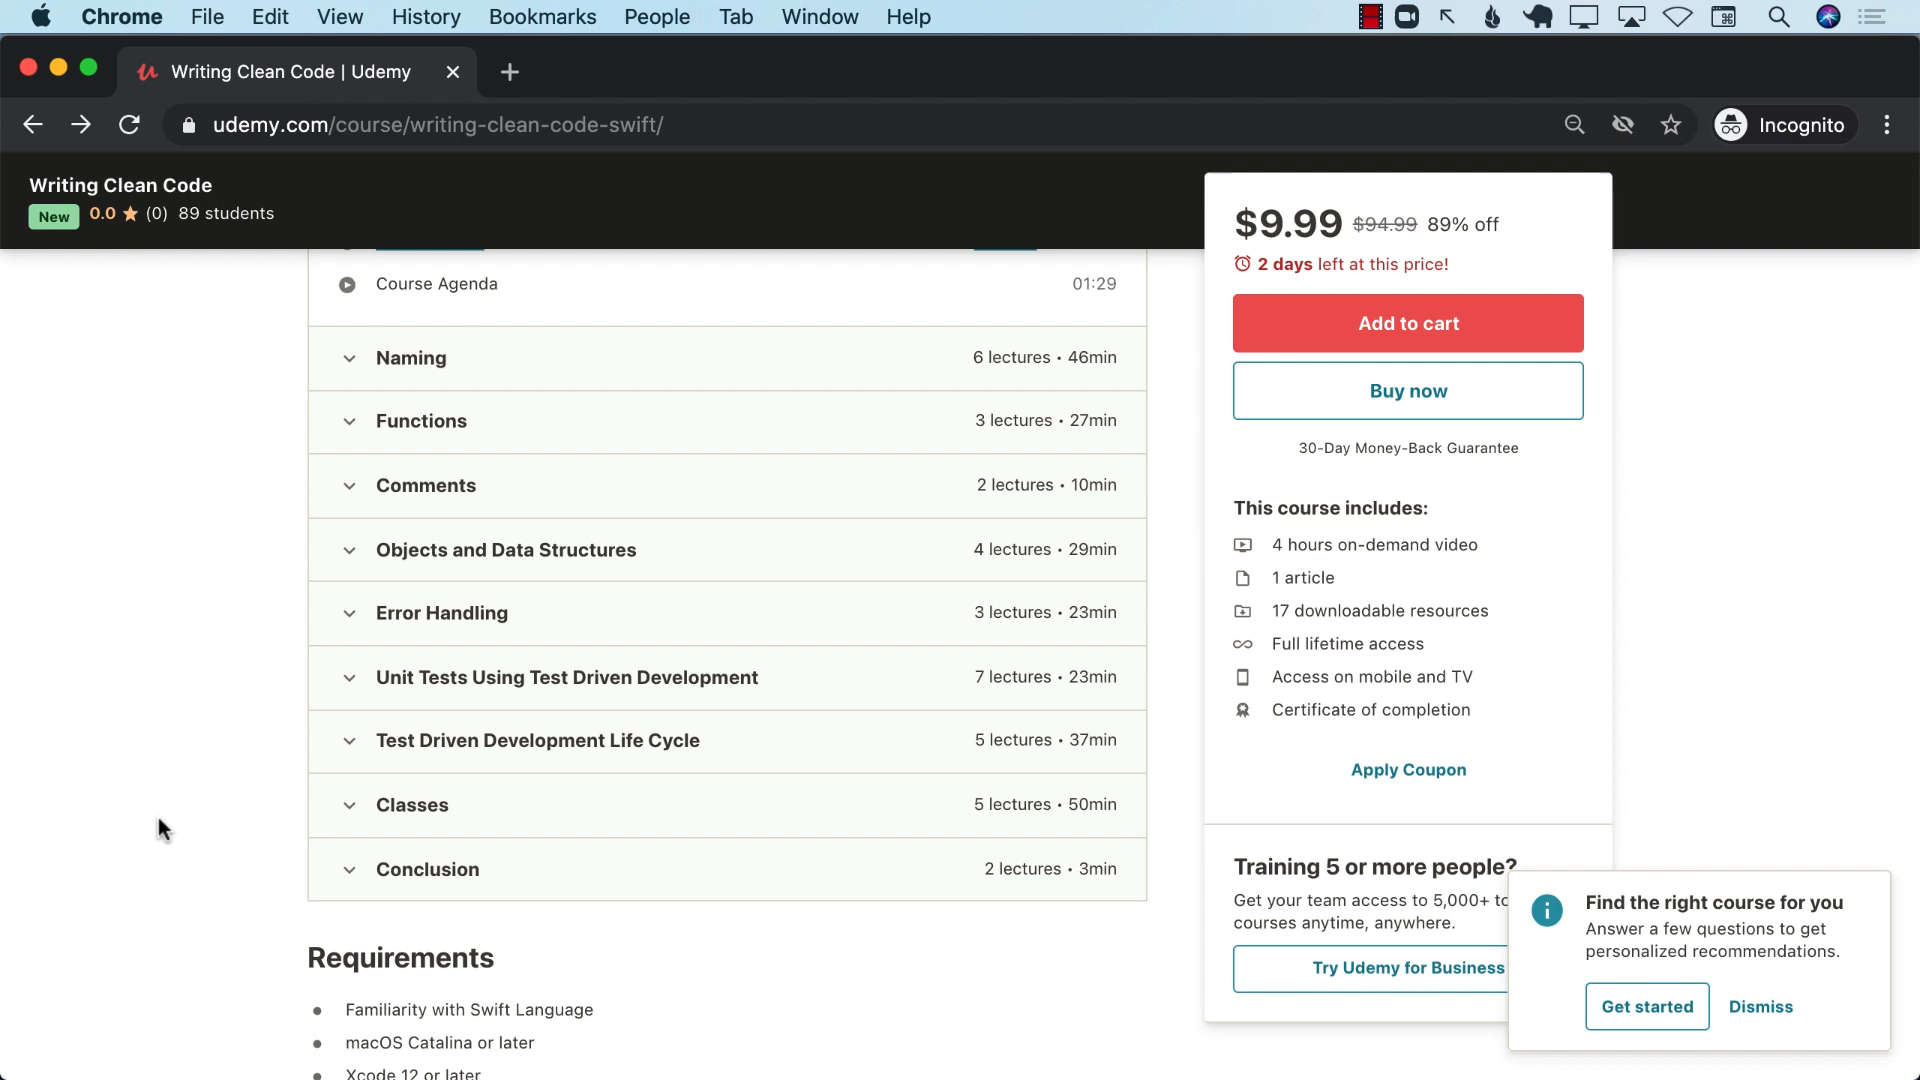 Chrome File Edit View History Bookmarks People Tab Window Help
Writing Clean Code | Udemy
udemy.com/course/writing-clean-code-swift/
Incognito
Writing Clean Code
New 0.0 (0) 89 students
Course Agenda 01:29
Naming 6 lectures • 46min
Functions 3 lectures • 27min
Comments 2 lectures • 10min
Objects and Data Structures 4 lectures • 29min
Error Handling 3 lectures • 23min
Unit Tests Using Test Driven Development 7 lectures • 23min
Test Driven Development Life Cycle 5 lectures • 37min
Classes 5 lectures • 50min
Conclusion 2 lectures • 3min
Requirements
Familiarity with Swift Language
macOS Catalina or later
Xcode 12 or later
$9.99 $94.99 89% off
2 days left at this price!
Add to cart
Buy now
30-Day Money-Back Guarantee
This course includes:
4 hours on-demand video
1 article
17 downloadable resources
Full lifetime access
Access on mobile and TV
Certificate of completion
Apply Coupon
Training 5 or more people?
Get your team access to 5,000+
courses anytime, anywhere.
Try Udemy for Business
Find the right course for you
Answer a few questions to get
personalized recommendations.
Get started Dismiss